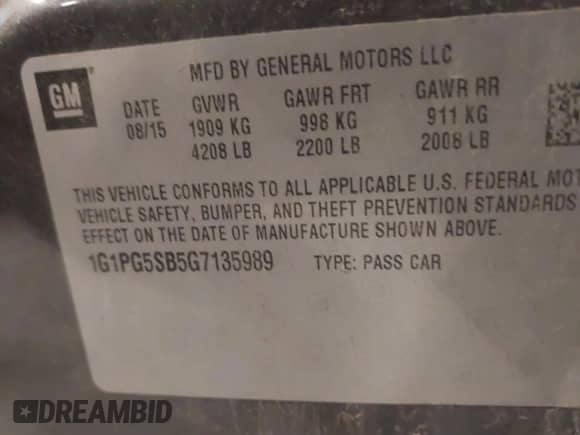 GM
MFD BY GENERAL MOTORS LLC
DATE GVWR GAWR FRT GAWR RR
08/15 1909 KG 998 KG 911 KG
4208 LB 2200 LB 2008 LB
THIS VEHICLE CONFORMS TO ALL APPLICABLE U.S. FEDERAL MOT
VEHICLE SAFETY, BUMPER, AND THEFT PREVENTION STANDARDS
EFFECT ON THE DATE OF MANUFACTURE SHOWN ABOVE.
1G1PG5SB5G7135989 TYPE: PASS CAR
DREAMBID